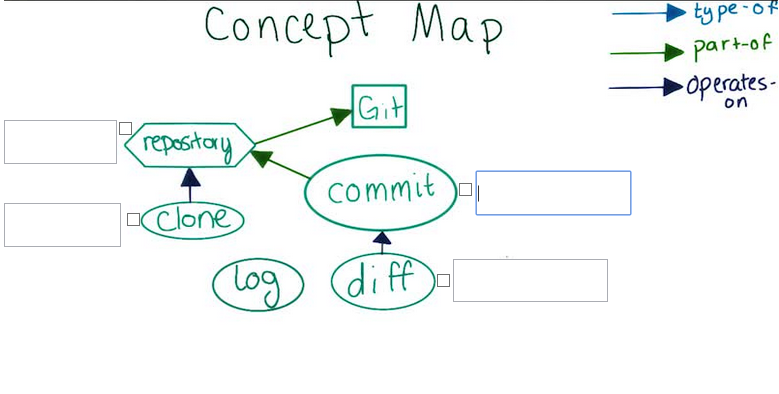 Concept Map
type-of
part-of
operates-
on
Git
repository
commit
clone
log
diff